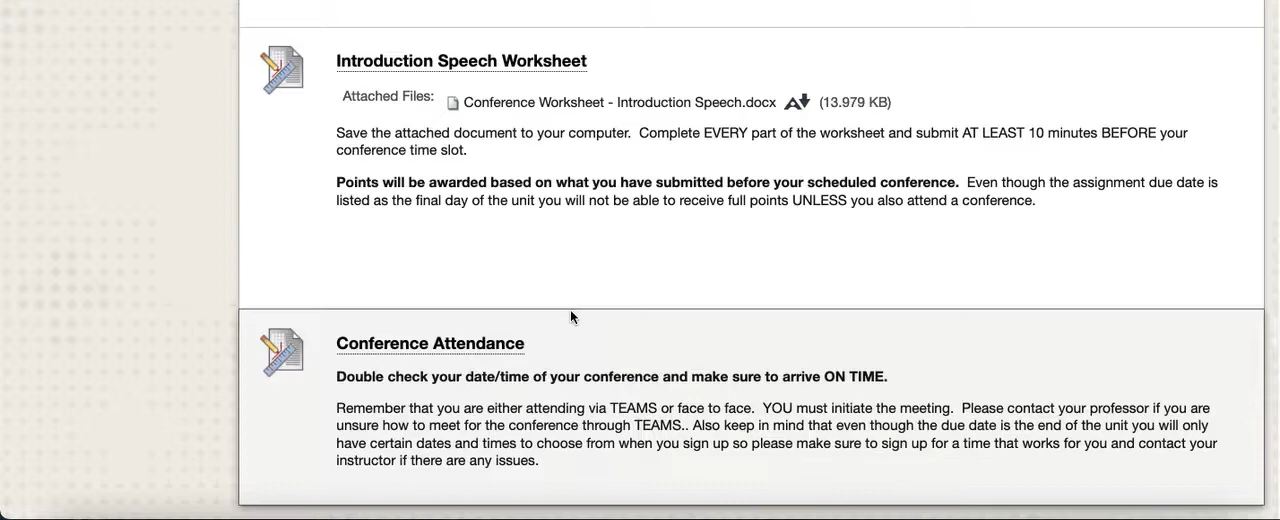 Introduction Speech Worksheet
Attached Files: Conference Worksheet - Introduction Speech.docx (13.979 KB)
Save the attached document to your computer.  Complete EVERY part of the worksheet and submit AT LEAST 10 minutes BEFORE your
conference time slot.
Points will be awarded based on what you have submitted before your scheduled conference.  Even though the assignment due date is
listed as the final day of the unit you will not be able to receive full points UNLESS you also attend a conference.
Conference Attendance
Double check your date/time of your conference and make sure to arrive ON TIME.
Remember that you are either attending via TEAMS or face to face.  YOU must initiate the meeting.  Please contact your professor if you are
unsure how to meet for the conference through TEAMS.. Also keep in mind that even though the due date is the end of the unit you will only
have certain dates and times to choose from when you sign up so please make sure to sign up for a time that works for you and contact your
instructor if there are any issues.